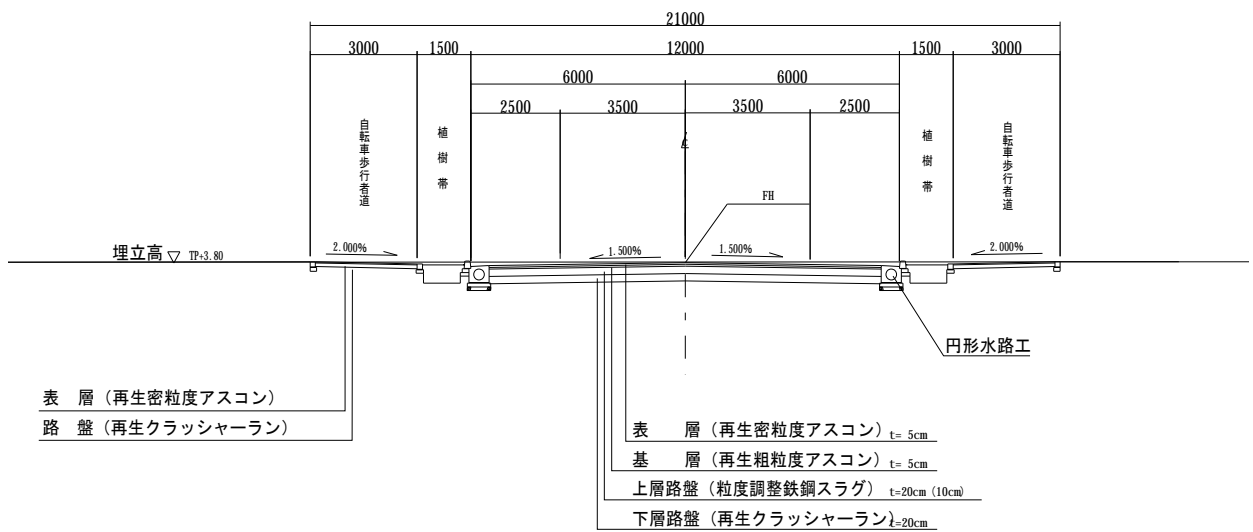 21000
3000 1500 12000 1500 3000
6000 6000
2500 3500 3500 2500
自転車歩行者道
植樹帯
植樹帯
自転車歩行者道
FH
2.000% 1.500% 1.500% 2.000%
埋立高 TP+3.80
円形水路工
表 層（再生密粒度アスコン）
路 盤（再生クラッシャーラン）
表 層（再生密粒度アスコン） t= 5cm
基 層（再生粗粒度アスコン） t= 5cm
上層路盤（粒度調整鉄鋼スラグ） t=20cm (10cm)
下層路盤（再生クラッシャーラン） t=20cm